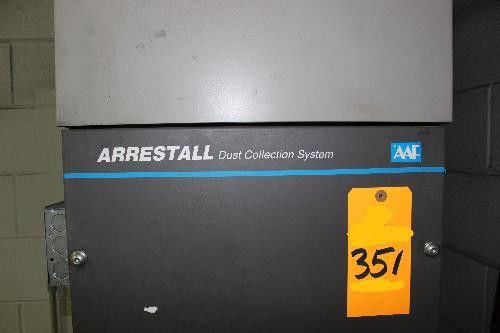 ARRESTALL Dust Collection System
AAF
351